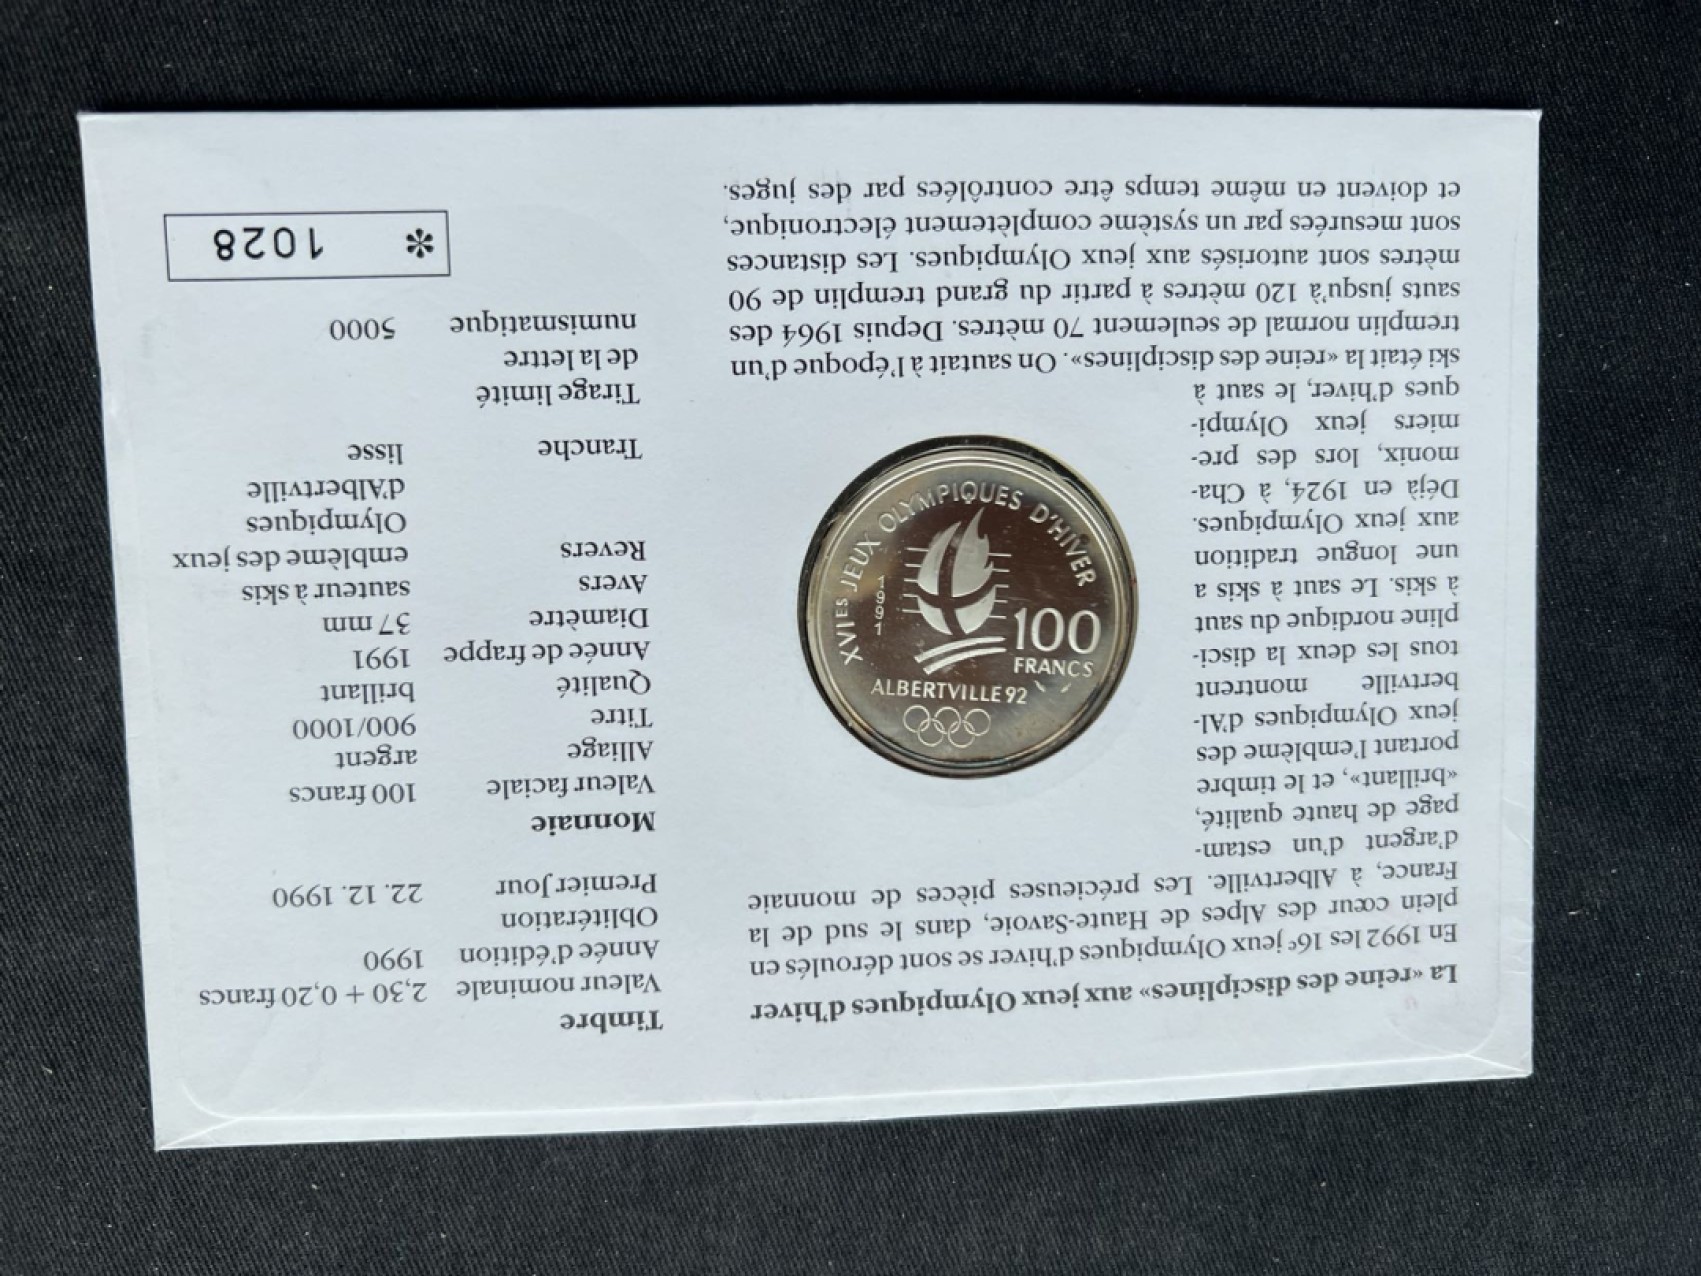 La «reine des disciplines» aux jeux Olympiques d'hiver
En 1992 les 16e jeux Olympiques d'hiver se sont déroulés en
plein cœur des Alpes de Haute-Savoie, dans le sud de la
France, à Albertville. Les précieuses pièces de monnaie
d'argent d'un estam-
page de haute qualité,
«brillant», et le timbre
portant l'emblème des
jeux Olympiques d'Al-
bertville montrent
tous les deux la disci-
pline nordique du saut
à skis. Le saut à skis a
une longue tradition
aux jeux Olympiques.
Déjà en 1924, à Cha-
monix, lors des pre-
miers jeux Olympi-
ques d'hiver, le saut à
ski était la «reine des disciplines». On sautait à l'époque d'un
tremplin normal de seulement 70 mètres. Depuis 1964 des
sauts jusqu'à 120 mètres à partir du grand tremplin de 90
mètres sont autorisés aux jeux Olympiques. Les distances
sont mesurées par un système complètement électronique,
et doivent en même temps être contrôlées par des juges.
XVIES JEUX OLYMPIQUES D'HIVER
1991
100
FRANCS
ALBERTVILLE 92
Timbre
Valeur nominale 2,30 + 0,20 francs
Année d'édition 1990
Oblitération
Premier Jour 22. 12. 1990
Monnaie
Valeur faciale 100 francs
Alliage argent
Titre 900/1000
Qualité brillant
Année de frappe 1991
Diamètre 37 mm
Avers sauteur à skis
Revers emblème des jeux
Olympiques
d'Albertville
Tranche lisse
Tirage limité
de la lettre
numismatique 5000
* 1028